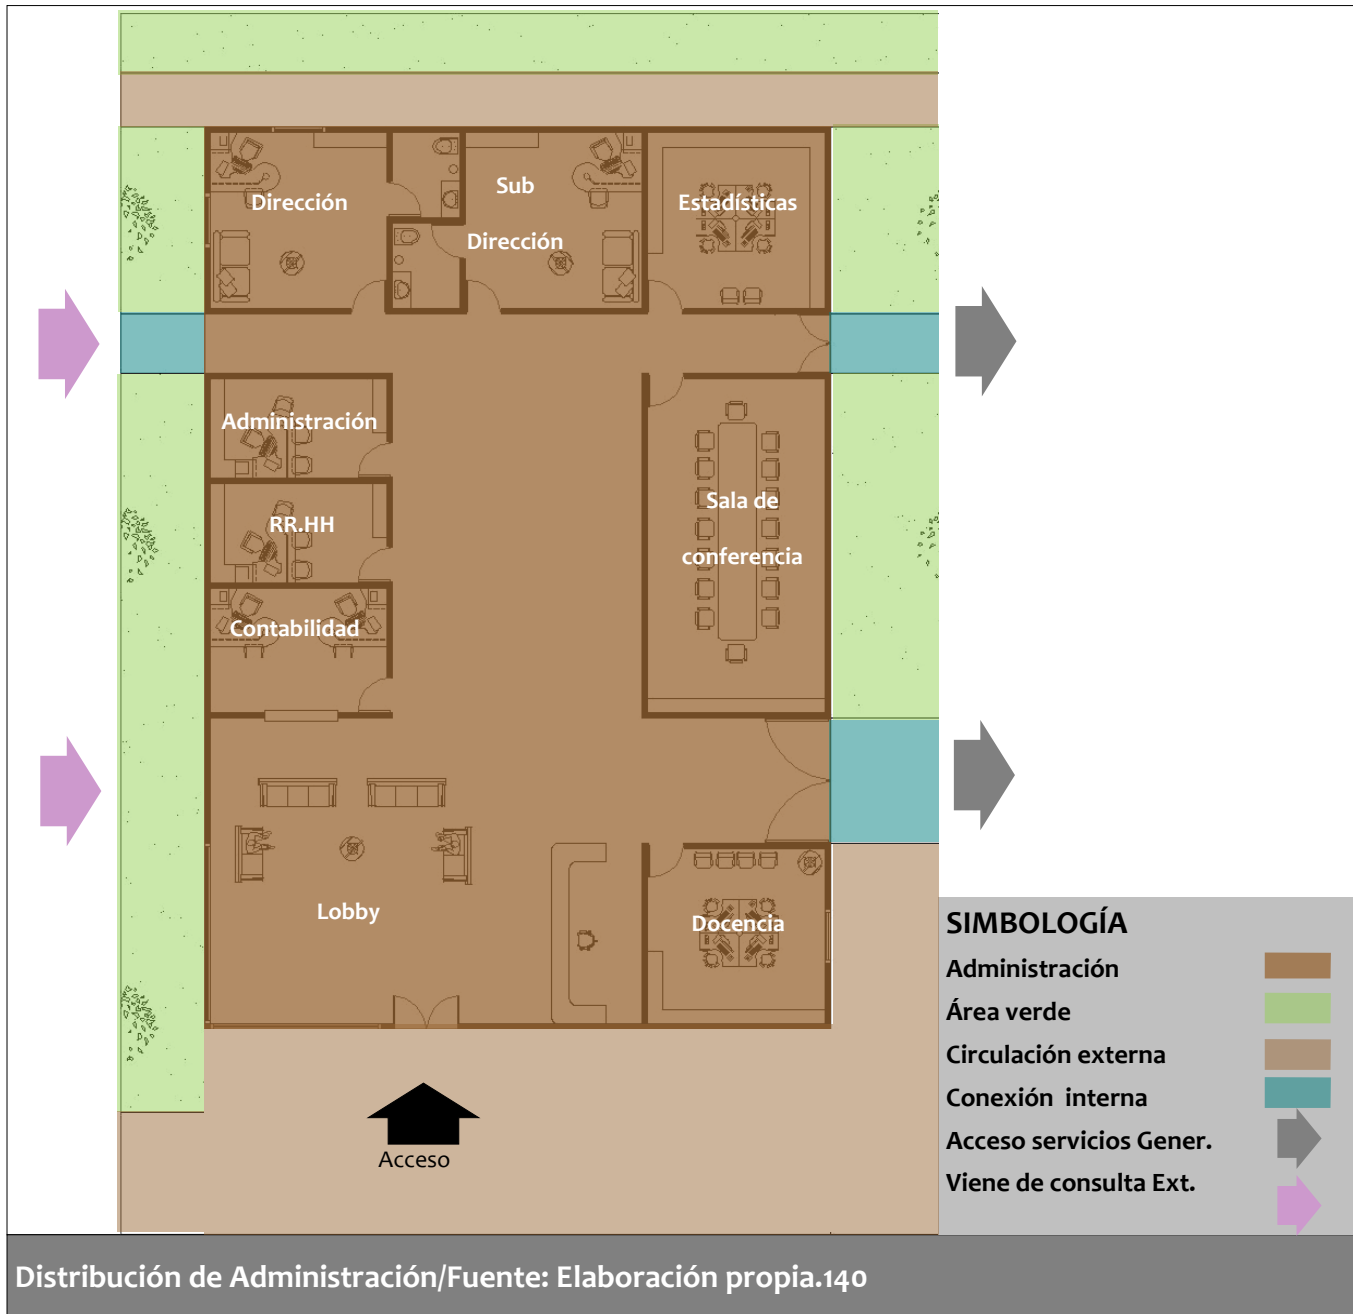 Dirección
Sub
Dirección
Estadísticas
Administración
RR.HH
Contabilidad
Sala de
conferencia
Lobby
Docencia
Acceso
SIMBOLOGÍA
Administración
Área verde
Circulación externa
Conexión interna
Acceso servicios Gener.
Viene de consulta Ext.
Distribución de Administración/Fuente: Elaboración propia.140